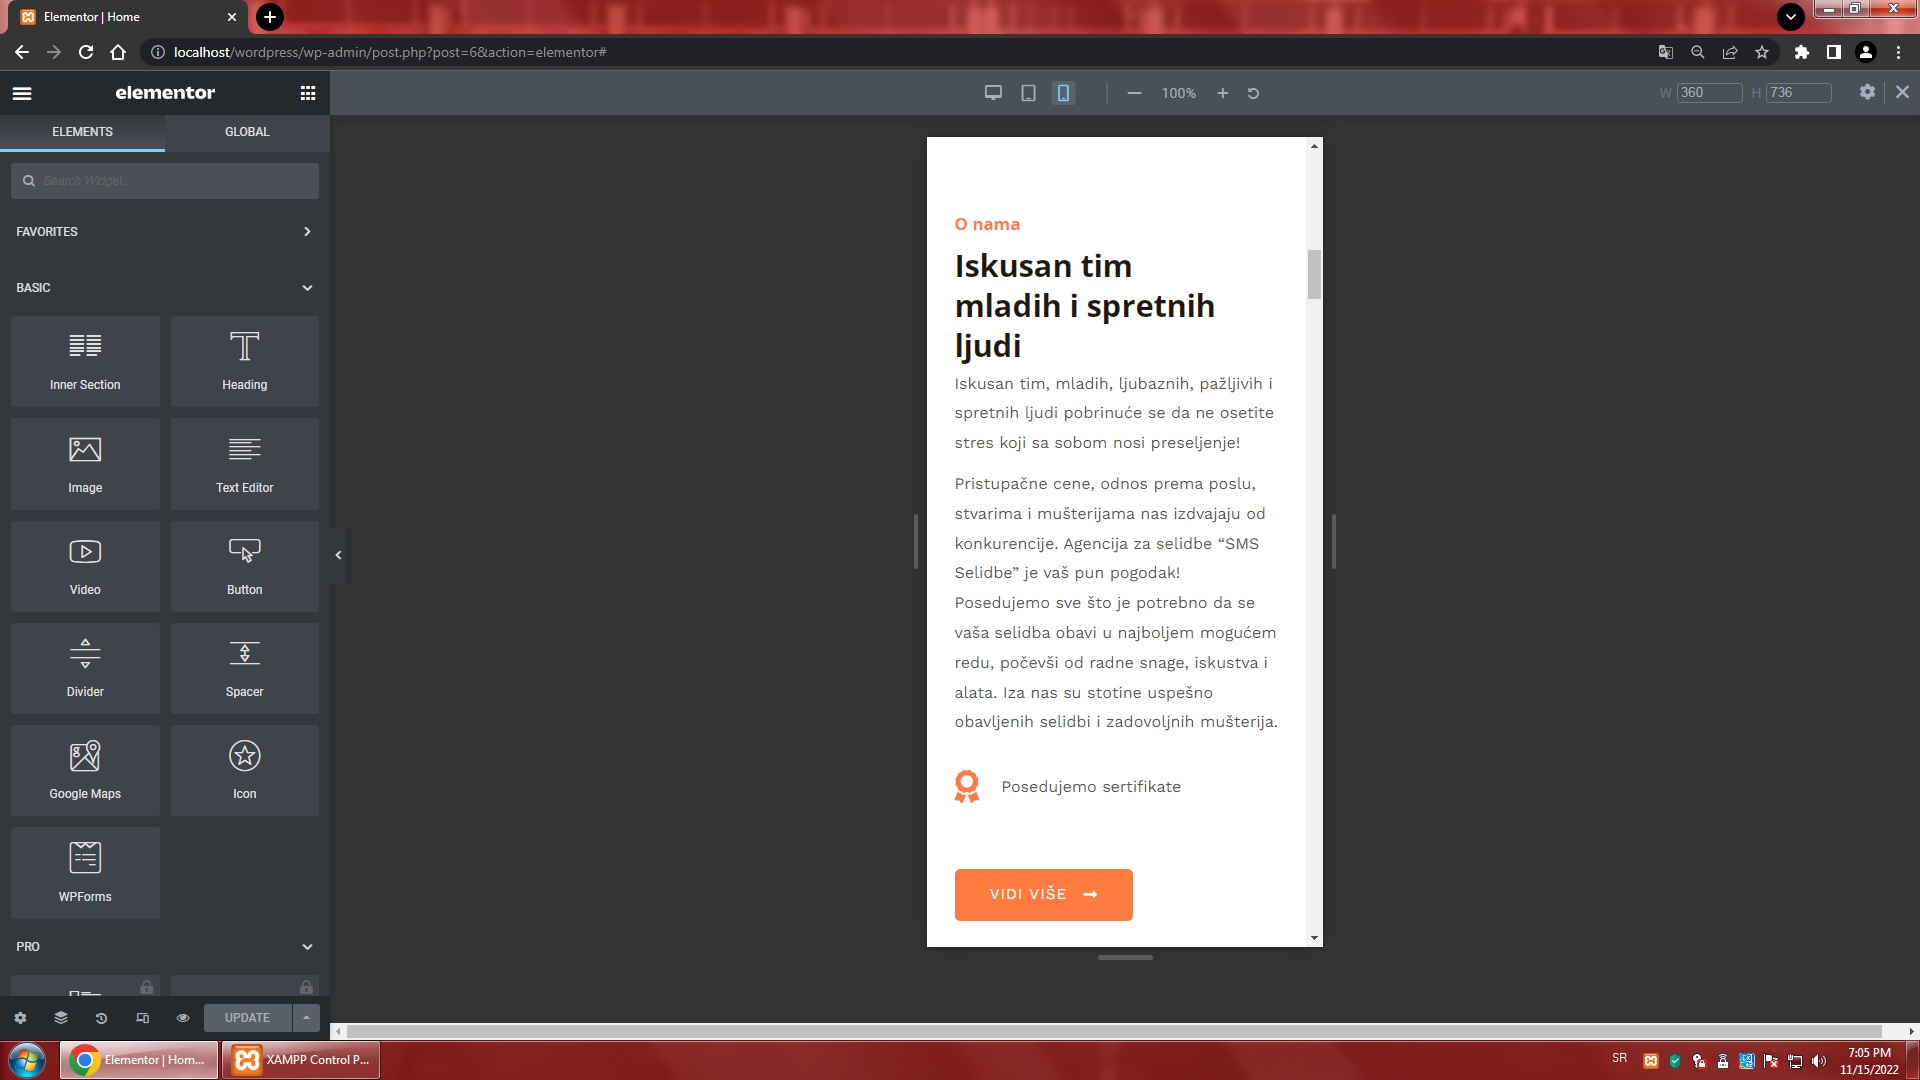 Elementor | Home
localhost/wordpress/wp-admin/post.php?post=6&action=elementor#
elementor
100%
W 360 H 736
ELEMENTS GLOBAL
Search Widget...
FAVORITES
BASIC
Inner Section Heading
Image Text Editor
Video Button
Divider Spacer
Google Maps Icon
WPForms
PRO
UPDATE
O nama
Iskusan tim
mladih i spretnih
ljudi
Iskusan tim, mladih, ljubaznih, pažljivih i
spretnih ljudi pobrinuće se da ne osetite
stres koji sa sobom nosi preseljenje!
Pristupačne cene, odnos prema poslu,
stvarima i mušterijama nas izdvajaju od
konkurencije. Agencija za selidbe “SMS
Selidbe” je vaš pun pogodak!
Posedujemo sve što je potrebno da se
vaša selidba obavi u najboljem mogućem
redu, počevši od radne snage, iskustva i
alata. Iza nas su stotine uspešno
obavljenih selidbi i zadovoljnih mušterija.
Posedujemo sertifikate
VIDI VIŠE
Elementor | Hom...
XAMPP Control P...
SR
7:05 PM
11/15/2022